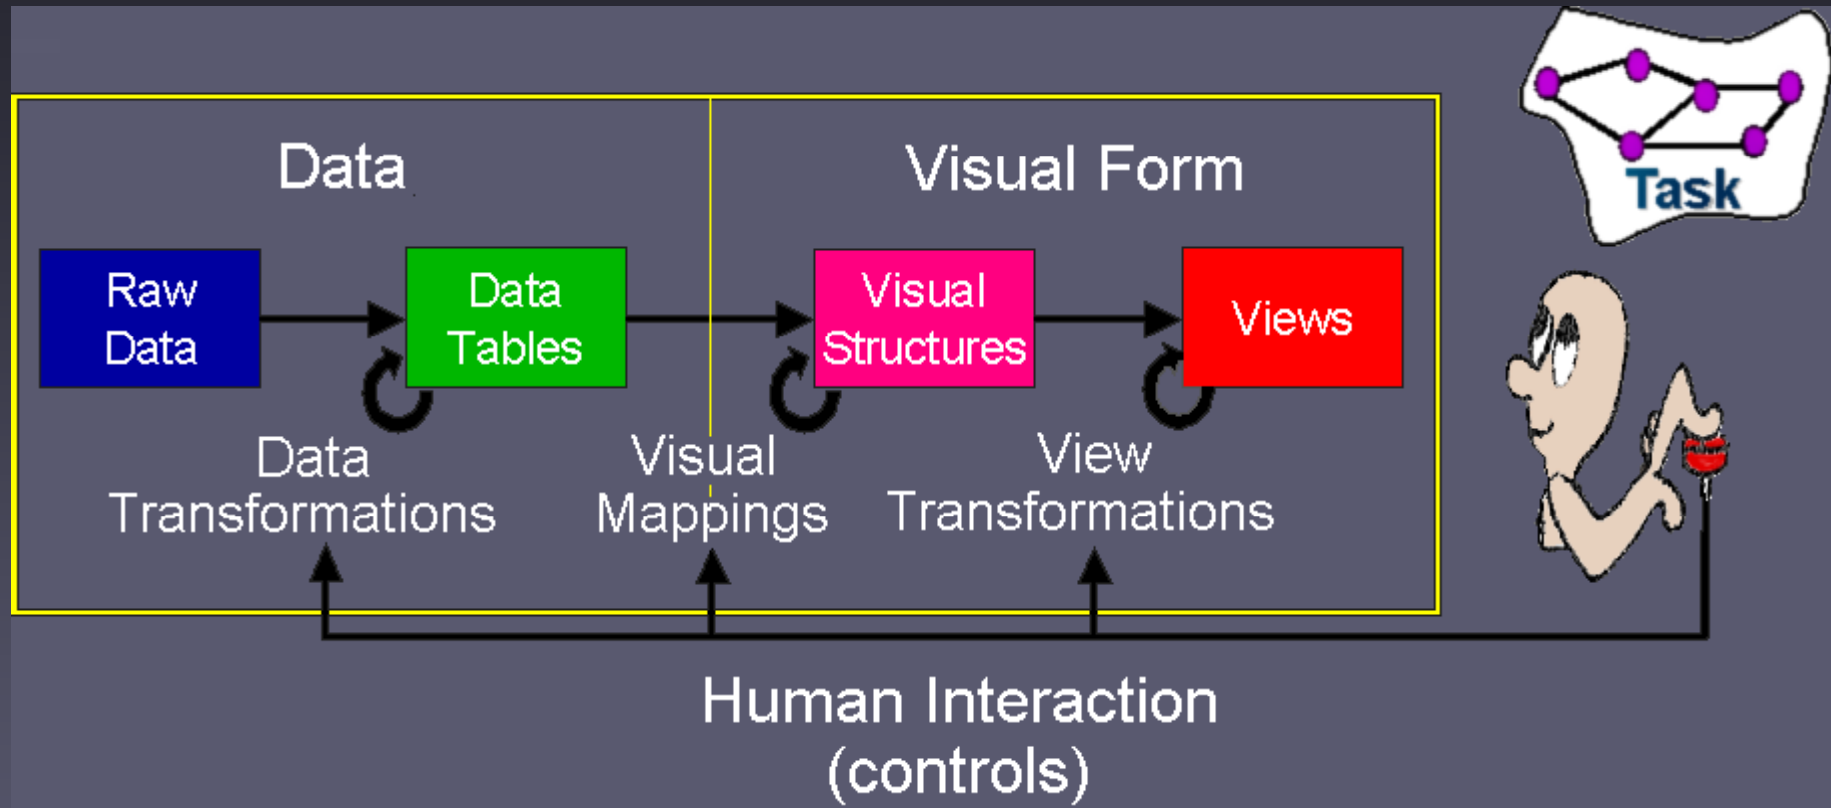 Data
Visual Form
Task
Raw
Data
Data
Tables
Visual
Structures
Views
Data
Transformations
Visual
Mappings
View
Transformations
Human Interaction
(controls)